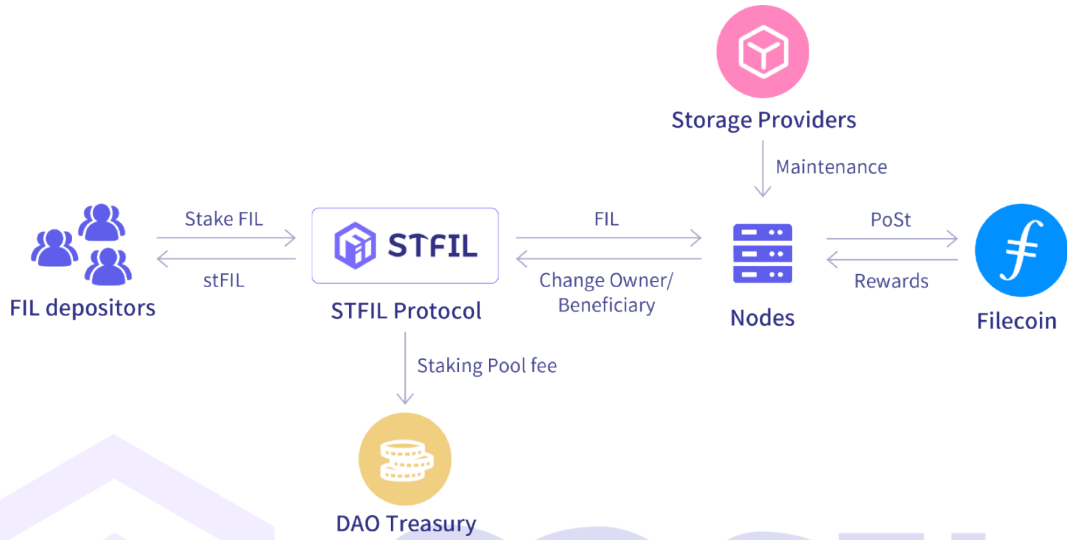 Storage Providers
Maintenance
Stake FIL
stFIL
FIL depositors
STFIL
STFIL Protocol
FIL
Change Owner/
Beneficiary
Nodes
PoSt
Rewards
Filecoin
Staking Pool fee
DAO Treasury